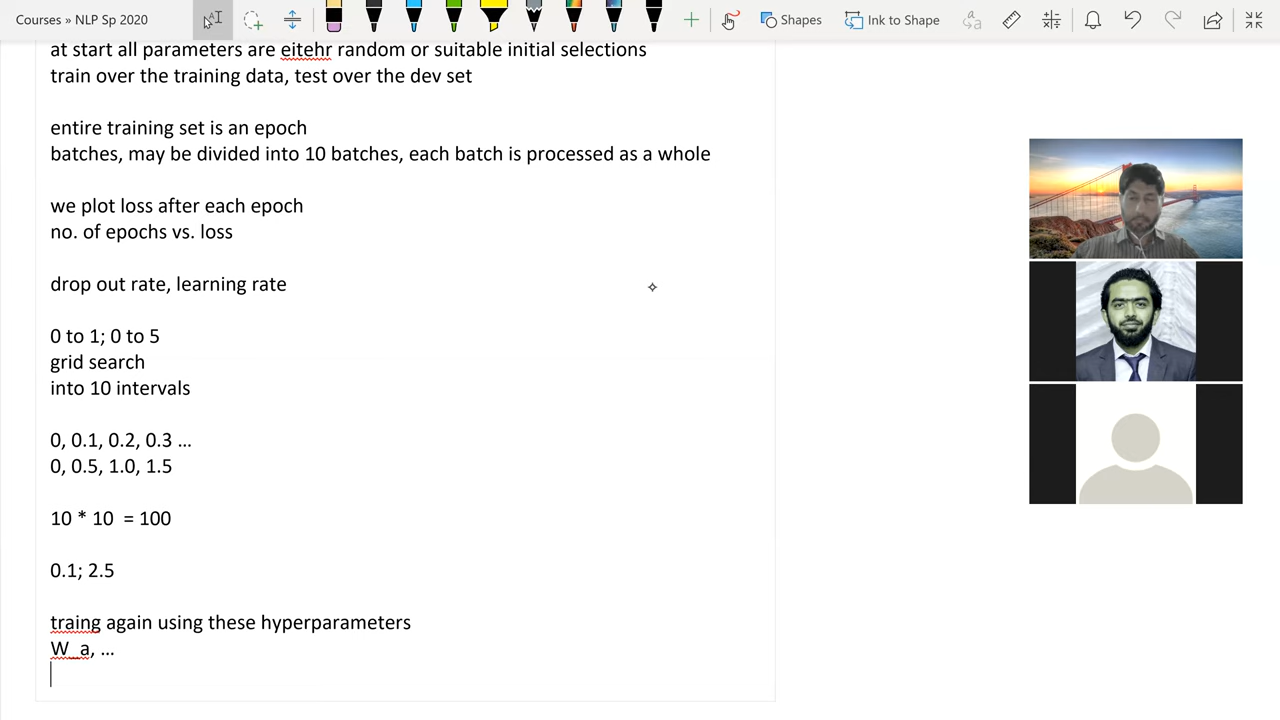 Courses » NLP Sp 2020
Shapes
Ink to Shape
at start all parameters are eitehr random or suitable initial selections
train over the training data, test over the dev set
entire training set is an epoch
batches, may be divided into 10 batches, each batch is processed as a whole
we plot loss after each epoch
no. of epochs vs. loss
drop out rate, learning rate
0 to 1; 0 to 5
grid search
into 10 intervals
0, 0.1, 0.2, 0.3 ...
0, 0.5, 1.0, 1.5
10 * 10  = 100
0.1; 2.5
traing again using these hyperparameters
W_a, ...